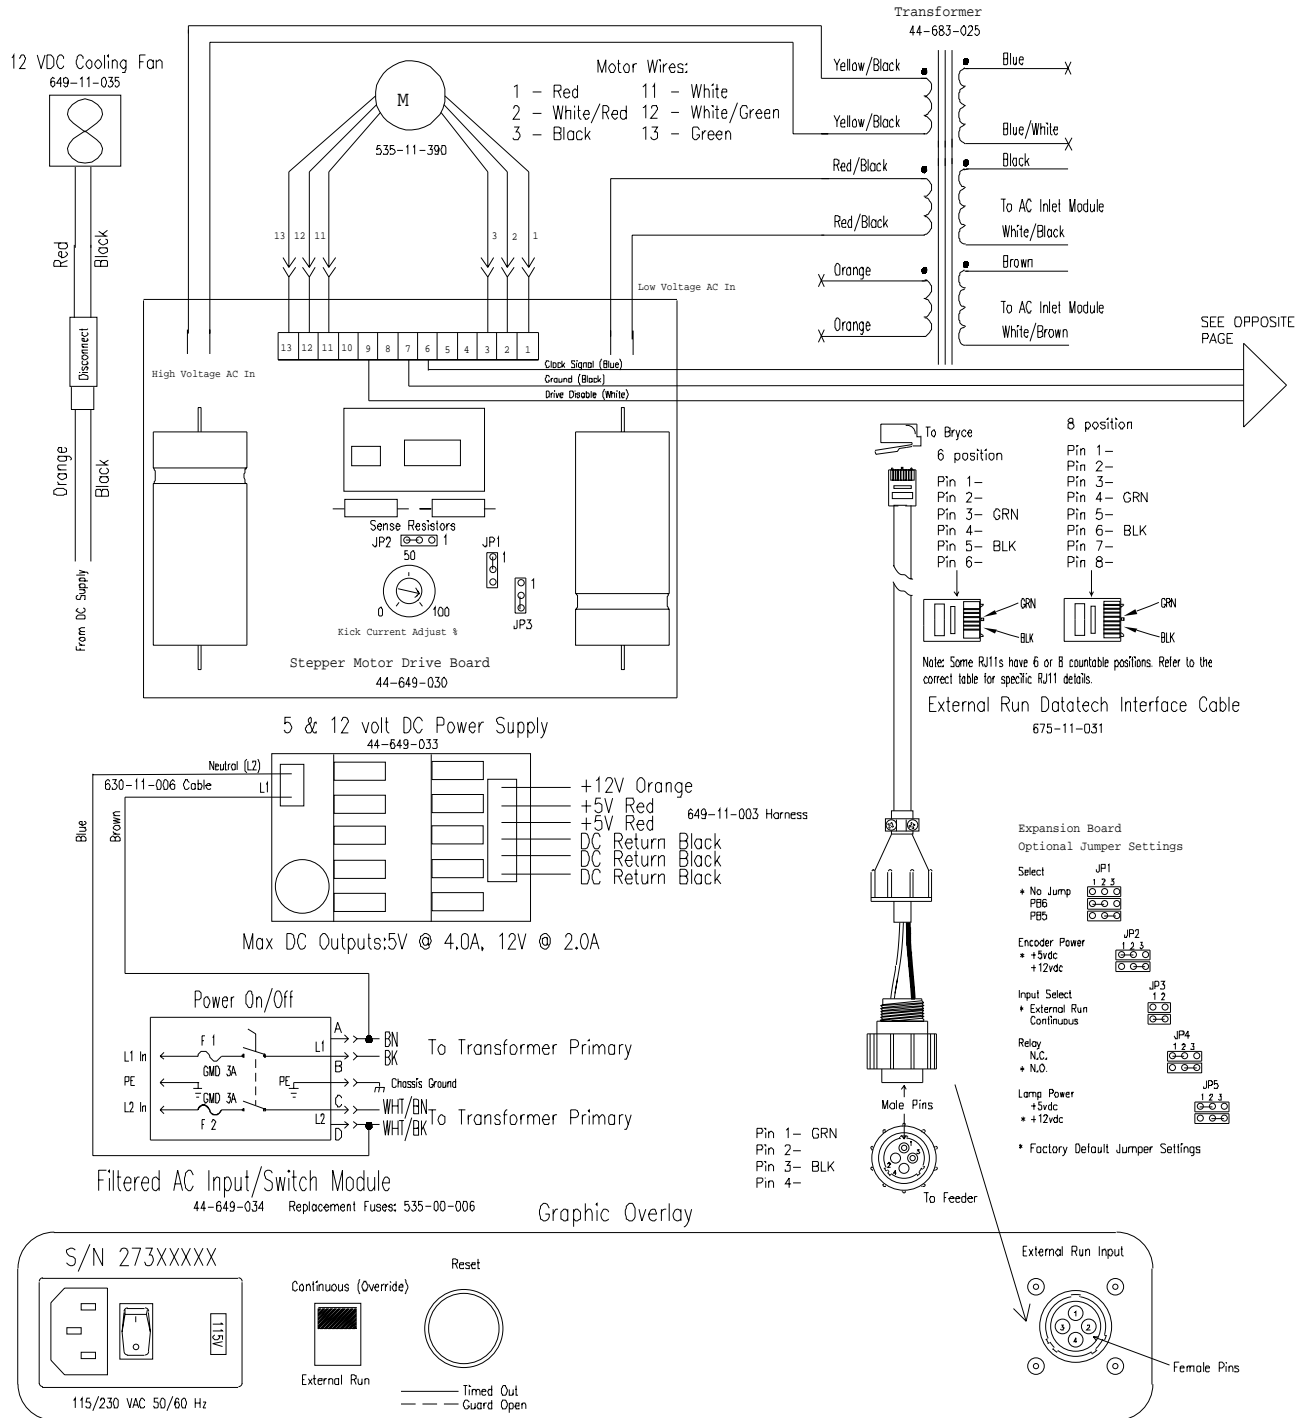 Transformer
44-683-025
12 VDC Cooling Fan
649-11-035
Red
Black
Disconnect
Orange
Black
From DC Supply
M
535-11-390
Motor Wires:
1 - Red 11 - White
2 - White/Red 12 - White/Green
3 - Black 13 - Green
Yellow/Black
Yellow/Black
Red/Black
Red/Black
Orange
Orange
Blue
Blue/White
Black
To AC Inlet Module
White/Black
Brown
To AC Inlet Module
White/Brown
13 12 11 3 2 1
Low Voltage AC In
High Voltage AC In
13 12 11 10 9 8 7 6 5 4 3 2 1
Clock Signal (Blue)
Ground (Black)
Drive Disable (White)
SEE OPPOSITE
PAGE
Sense Resistors
JP2 1
JP1
1
50
0
100
1
JP3
Kick Current Adjust %
Stepper Motor Drive Board
44-649-030
To Bryce
6 position
Pin 1-
Pin 2-
Pin 3- GRN
Pin 4-
Pin 5- BLK
Pin 6-
GRN
BLK
8 position
Pin 1-
Pin 2-
Pin 3-
Pin 4- GRN
Pin 5-
Pin 6- BLK
Pin 7-
Pin 8-
GRN
BLK
Note: Some RJ11s have 6 or 8 countable positions. Refer to the
correct table for specific RJ11 details.
External Run Datatech Interface Cable
675-11-031
5 & 12 volt DC Power Supply
44-649-033
Neutral (L2)
630-11-006 Cable
L1
Blue
Brown
+12V Orange
+5V Red
+5V Red
DC Return Black
DC Return Black
DC Return Black
649-11-003 Harness
Max DC Outputs:5V @ 4.0A, 12V @ 2.0A
Power On/Off
F 1
L1 In
GMD 3A
L1
PE
PE
GMD 3A
L2 In
F 2
L2
A
BN
BK
B
To Transformer Primary
Chassis Ground
C
WHT/BN
WHT/BK
D
To Transformer Primary
Filtered AC Input/Switch Module
44-649-034 Replacement Fuses: 535-00-006
Male Pins
Pin 1- GRN
Pin 2-
Pin 3- BLK
Pin 4-
1
2
3
4
To Feeder
Expansion Board
Optional Jumper Settings
Select JP1
1 2 3
* No Jump
PB6
PB5
Encoder Power JP2
1 2 3
* +5vdc
+12vdc
Input Select JP3
1 2
* External Run
Continuous
Relay JP4
1 2 3
N.C.
* N.O.
Lamp Power JP5
1 2 3
+5vdc
* +12vdc
* Factory Default Jumper Settings
Graphic Overlay
S/N 273XXXXX
115V
115/230 VAC 50/60 Hz
Continuous (Override)
External Run
Reset
Timed Out
Guard Open
External Run Input
1
3
2
4
Female Pins